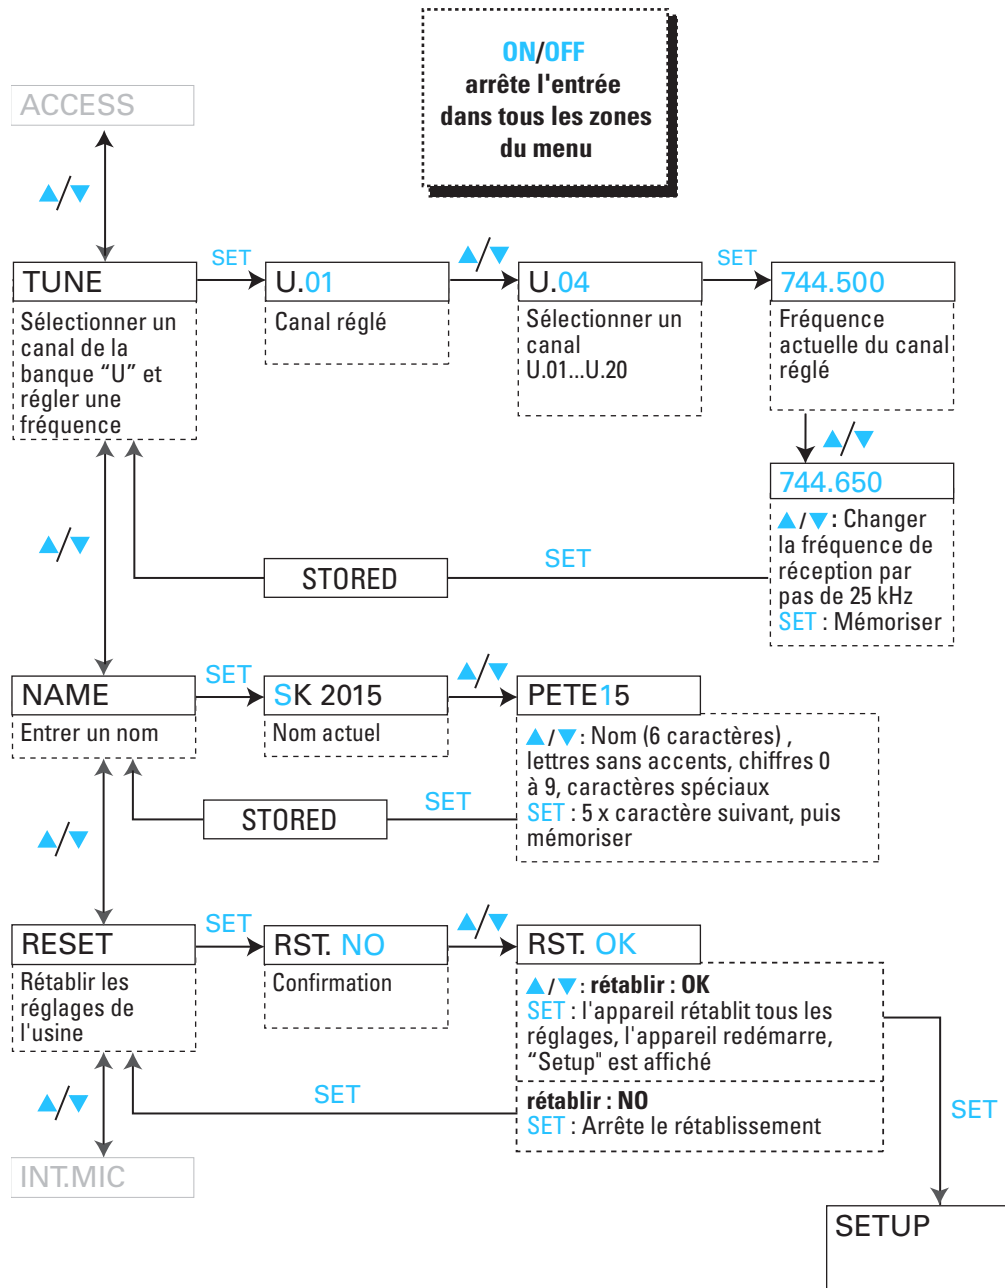 ON/OFF
arrête l'entrée
dans tous les zones
du menu
ACCESS
▲/▼
TUNE
Sélectionner un
canal de la
banque “U” et
régler une
fréquence
SET
U.01
Canal réglé
▲/▼
U.04
Sélectionner un
canal
U.01...U.20
SET
744.500
Fréquence
actuelle du canal
réglé
▲/▼
744.650
▲/▼: Changer
la fréquence de
réception par
pas de 25 kHz
SET : Mémoriser
SET
STORED
▲/▼
NAME
Entrer un nom
SET
SK 2015
Nom actuel
▲/▼
PETE15
▲/▼: Nom (6 caractères) ,
lettres sans accents, chiffres 0
à 9, caractères spéciaux
SET : 5 x caractère suivant, puis
mémoriser
SET
STORED
▲/▼
RESET
Rétablir les
réglages de
l'usine
SET
RST. NO
Confirmation
▲/▼
RST. OK
▲/▼: rétablir : OK
SET : l'appareil rétablit tous les
réglages, l'appareil redémarre,
“Setup" est affiché
rétablir : NO
SET : Arrête le rétablissement
SET
SET
▲/▼
INT.MIC
SETUP